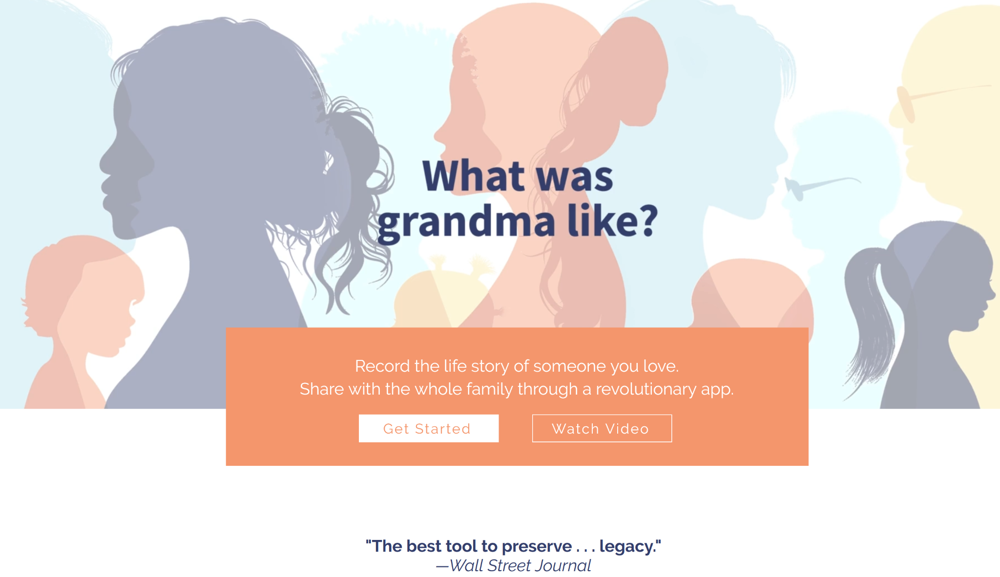 What was
grandma like?
Record the life story of someone you love.
Share with the whole family through a revolutionary app.
Get Started
Watch Video
"The best tool to preserve . . . legacy."
—Wall Street Journal